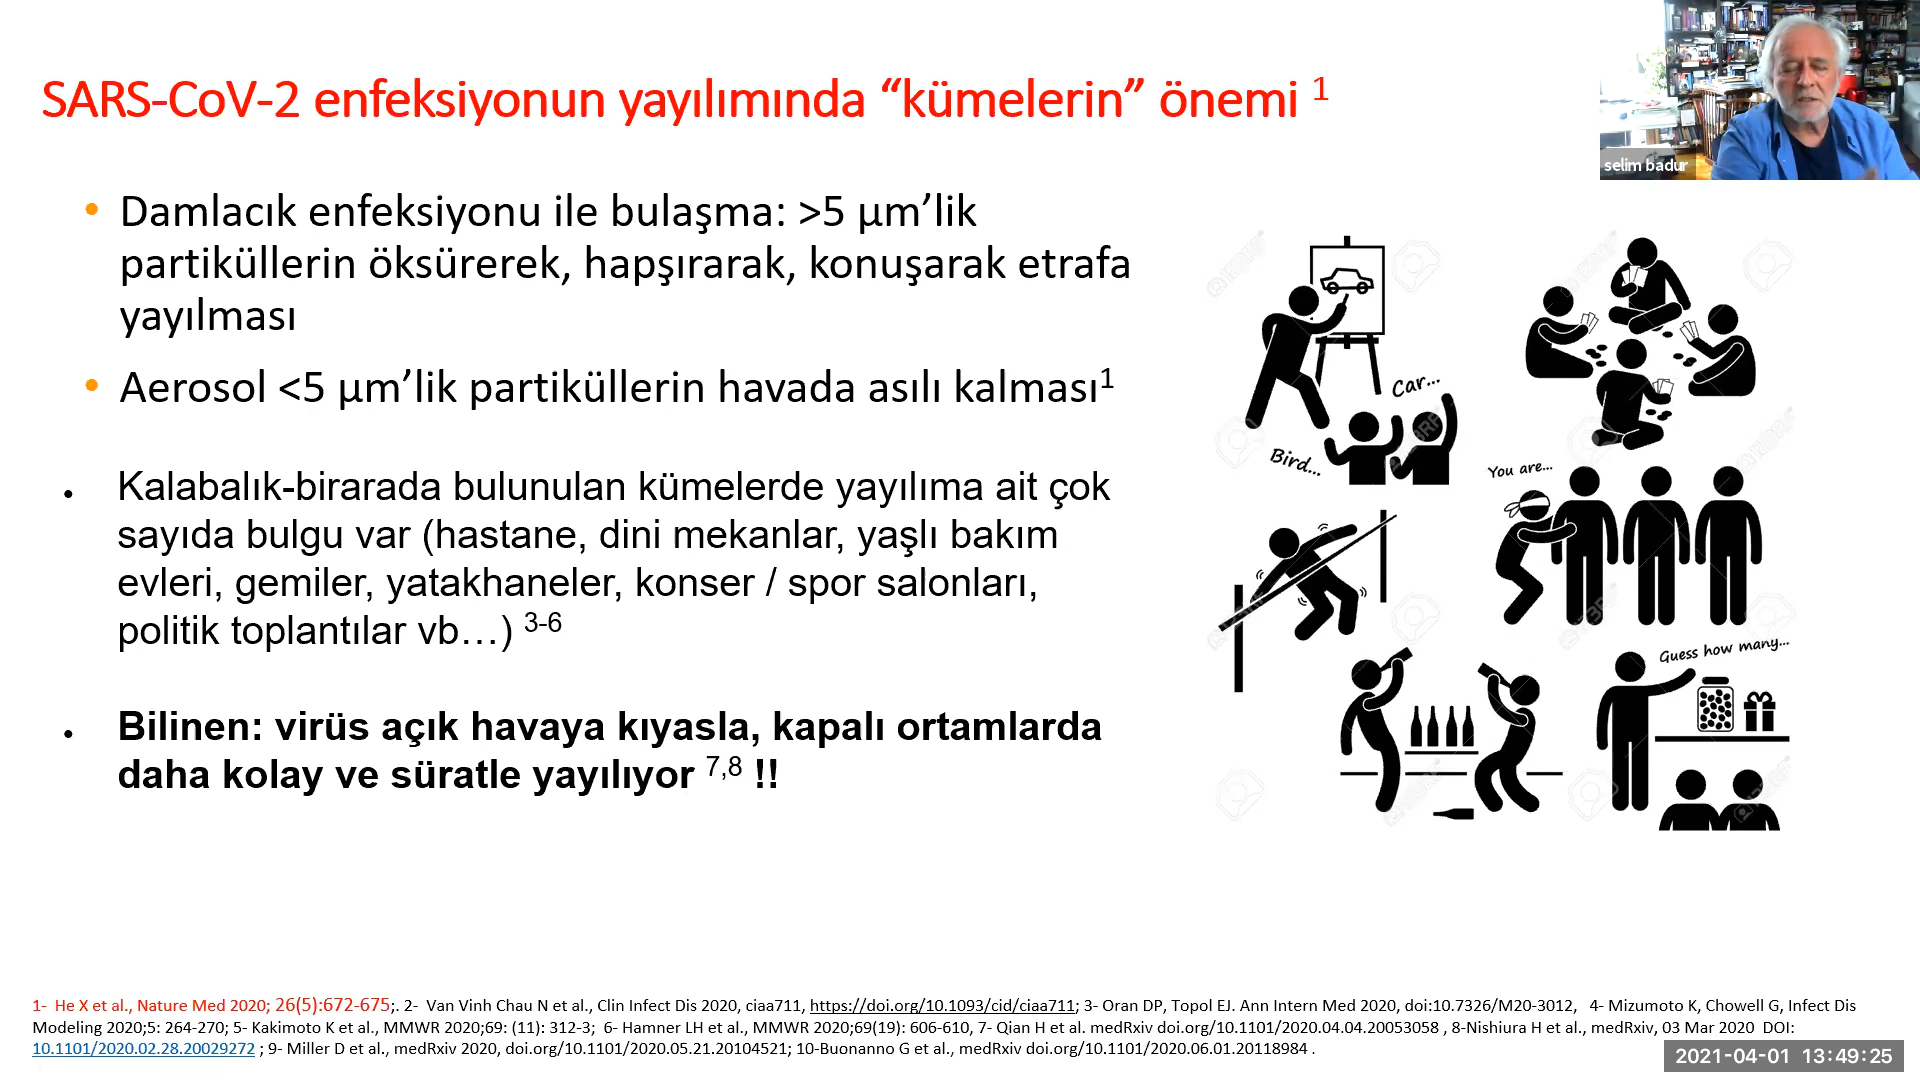 SARS-CoV-2 enfeksiyonun yayılımında “kümelerin” önemi 1
selim badur
• Damlacık enfeksiyonu ile bulaşma: >5 µm’lik
partiküllerin öksürerek, hapşırarak, konuşarak etrafa
yayılması
• Aerosol <5 µm’lik partiküllerin havada asılı kalması1
• Kalabalık-birarada bulunulan kümelerde yayılıma ait çok
sayıda bulgu var (hastane, dini mekanlar, yaşlı bakım
evleri, gemiler, yatakhaneler, konser / spor salonları,
politik toplantılar vb…) 3-6
• Bilinen: virüs açık havaya kıyasla, kapalı ortamlarda
daha kolay ve süratle yayılıyor 7,8 !!
Car...
Bird...
You are...
Guess how many...
1- He X et al., Nature Med 2020; 26(5):672-675;. 2- Van Vinh Chau N et al., Clin Infect Dis 2020, ciaa711, https://doi.org/10.1093/cid/ciaa711; 3- Oran DP, Topol EJ. Ann Intern Med 2020, doi:10.7326/M20-3012, 4- Mizumoto K, Chowell G, Infect Dis
Modeling 2020;5: 264-270; 5- Kakimoto K et al., MMWR 2020;69: (11): 312-3; 6- Hamner LH et al., MMWR 2020;69(19): 606-610, 7- Qian H et al. medRxiv doi.org/10.1101/2020.04.04.20053058 , 8-Nishiura H et al., medRxiv, 03 Mar 2020 DOI:
10.1101/2020.02.28.20029272 ; 9- Miller D et al., medRxiv 2020, doi.org/10.1101/2020.05.21.20104521; 10-Buonanno G et al., medRxiv doi.org/10.1101/2020.06.01.20118984 .
2021-04-01 13:49:25